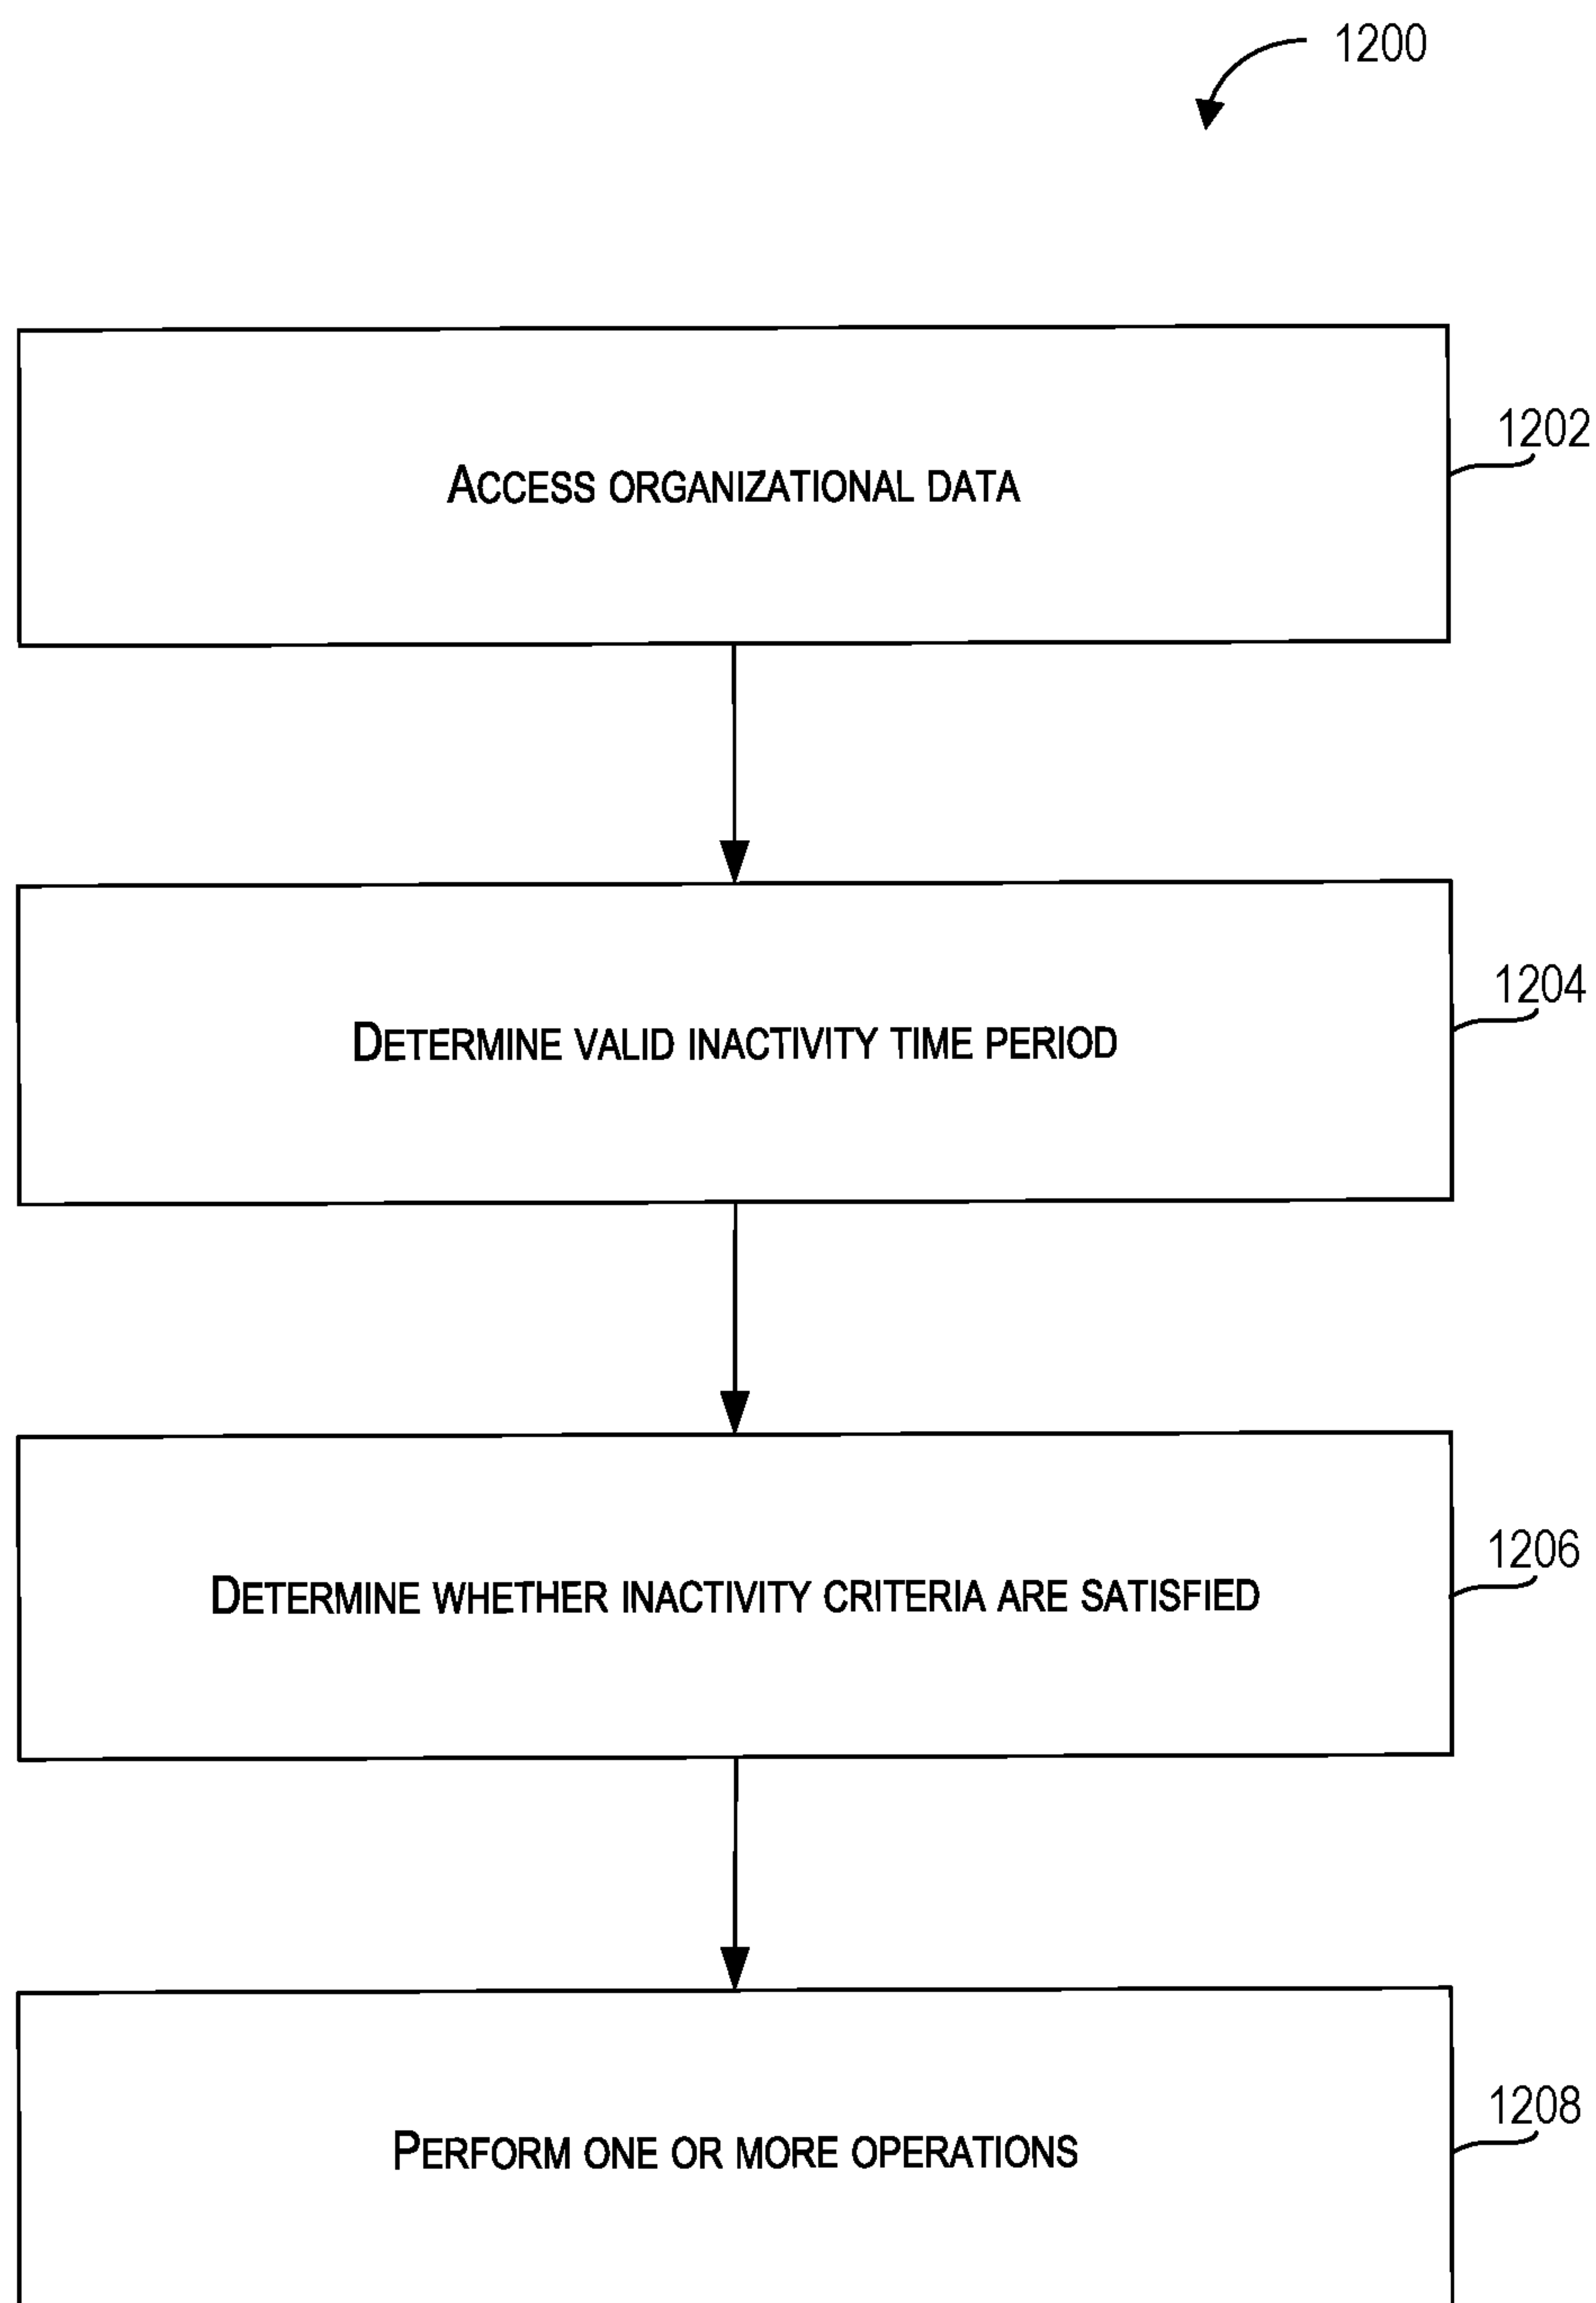 1200
ACCESS ORGANIZATIONAL DATA
1202
DETERMINE VALID INACTIVITY TIME PERIOD
1204
DETERMINE WHETHER INACTIVITY CRITERIA ARE SATISFIED
1206
PERFORM ONE OR MORE OPERATIONS
1208